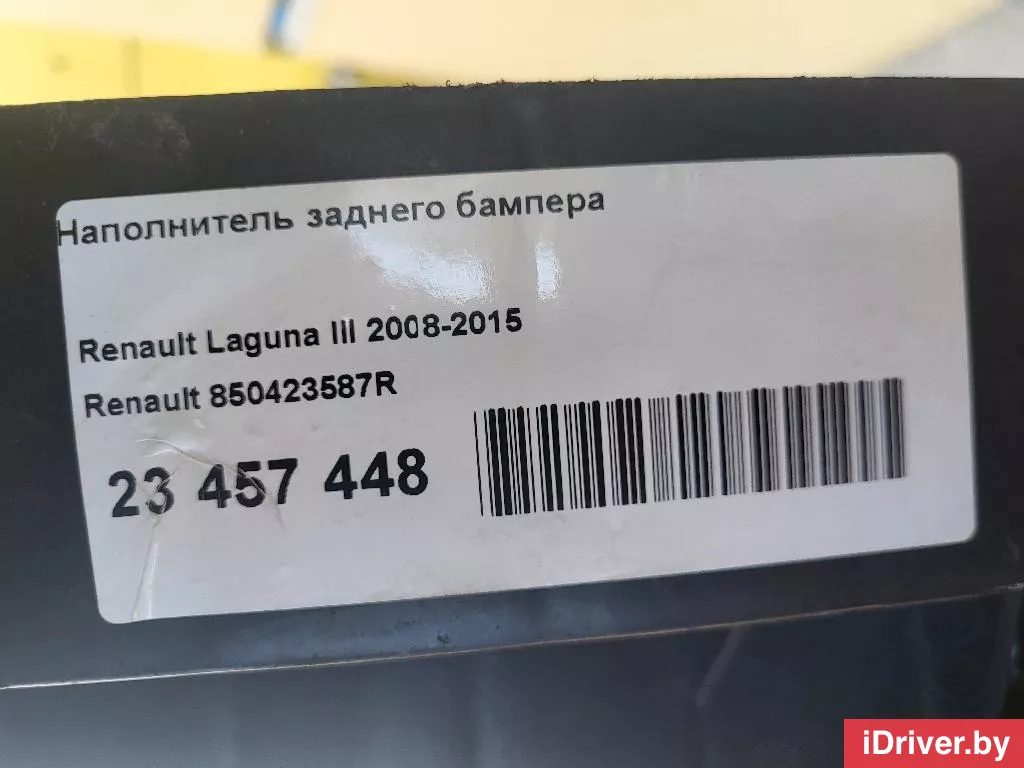 Наполнитель заднего бампера
Renault Laguna III 2008-2015
Renault 850423587R
23 457 448
iDriver.by